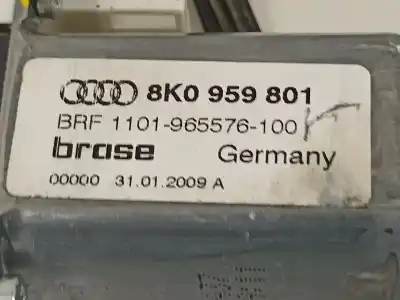 8K0 959 801
BRF 1101-965576-100
brose Germany
00000 31.01.2009 A